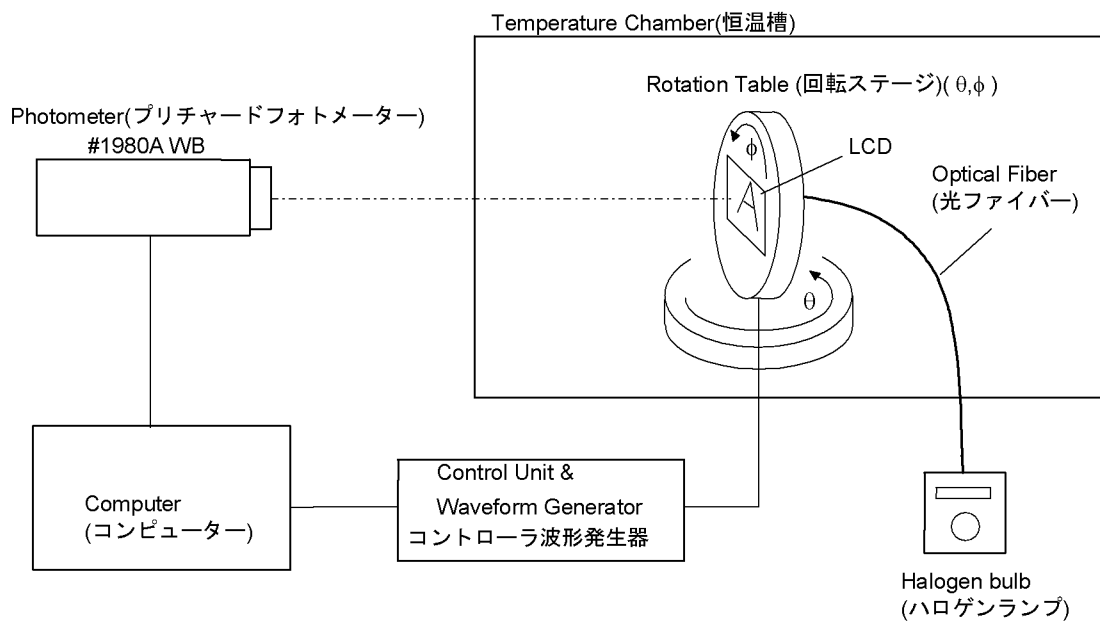 Temperature Chamber(恒温槽)
Rotation Table (回転ステージ)( θ,φ )
Photometer(プリチャードフォトメーター)
#1980A WB
φ
LCD
A
Optical Fiber
(光ファイバー)
θ
Control Unit &
Waveform Generator
コントローラ波形発生器
Computer
(コンピューター)
Halogen bulb
(ハロゲンランプ)